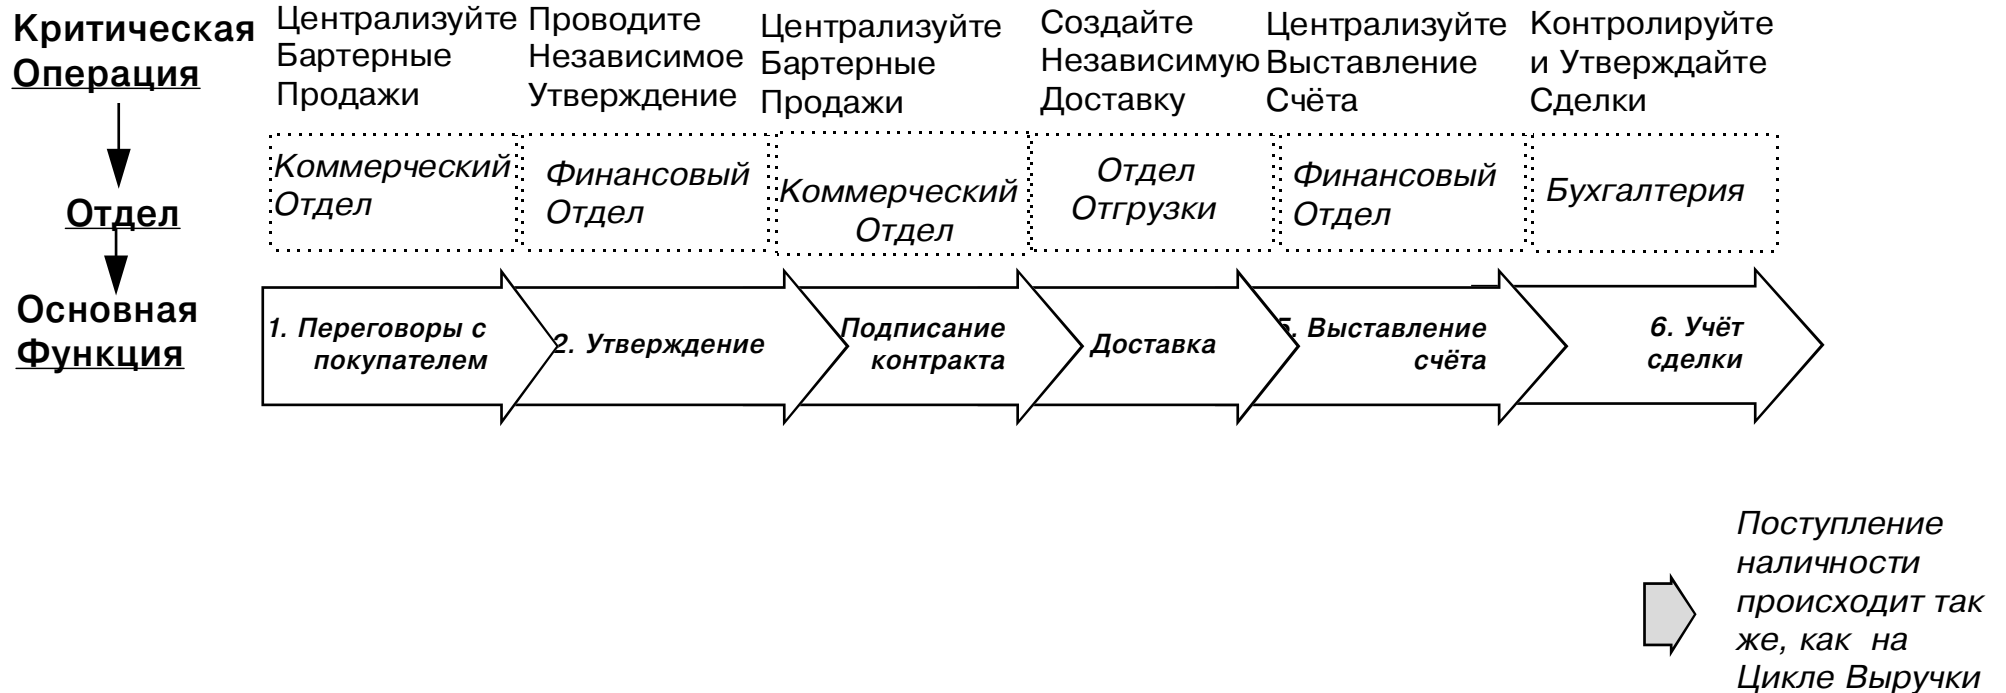 Критическая
Операция
Централизуйте
Бартерные
Продажи
Проводите
Независимое
Утверждение
Централизуйте
Бартерные
Продажи
Создайте
Независимую
Доставку
Централизуйте
Выставление
Счёта
Контролируйте
и Утверждайте
Сделки
Отдел
Коммерческий
Отдел
Финансовый
Отдел
Коммерческий
Отдел
Отдел
Отгрузки
Финансовый
Отдел
Бухгалтерия
Основная
Функция
1. Переговоры с
покупателем
2. Утверждение
Подписание
контракта
Доставка
5. Выставление
счёта
6. Учёт
сделки
Поступление
наличности
происходит так
же, как на
Цикле Выручки